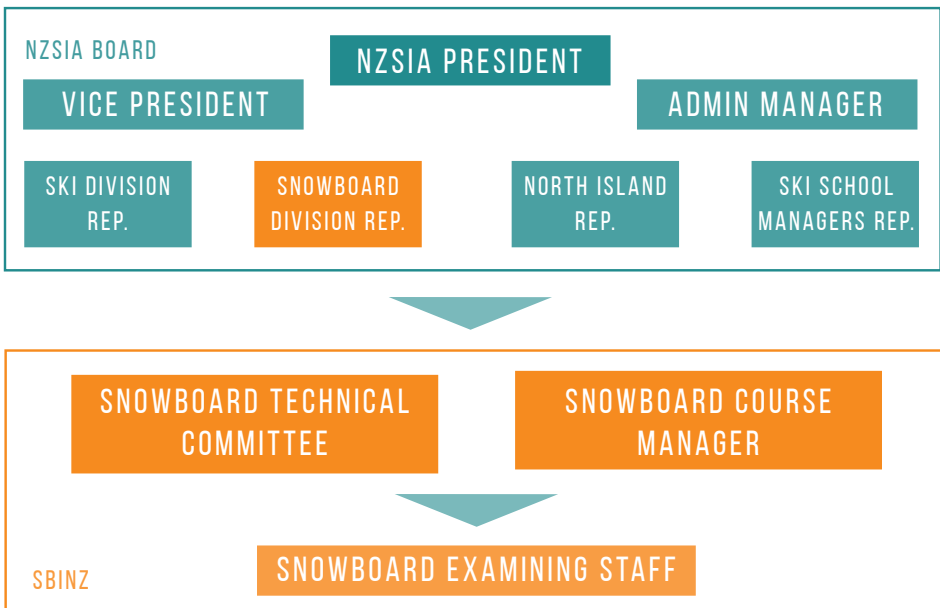 NZSIA BOARD
NZSIA PRESIDENT
VICE PRESIDENT
ADMIN MANAGER
SKI DIVISION
REP.
SNOWBOARD
DIVISION REP.
NORTH ISLAND
REP.
SKI SCHOOL
MANAGERS REP.
SNOWBOARD TECHNICAL
COMMITTEE
SNOWBOARD COURSE
MANAGER
SNOWBOARD EXAMINING STAFF
SBINZ